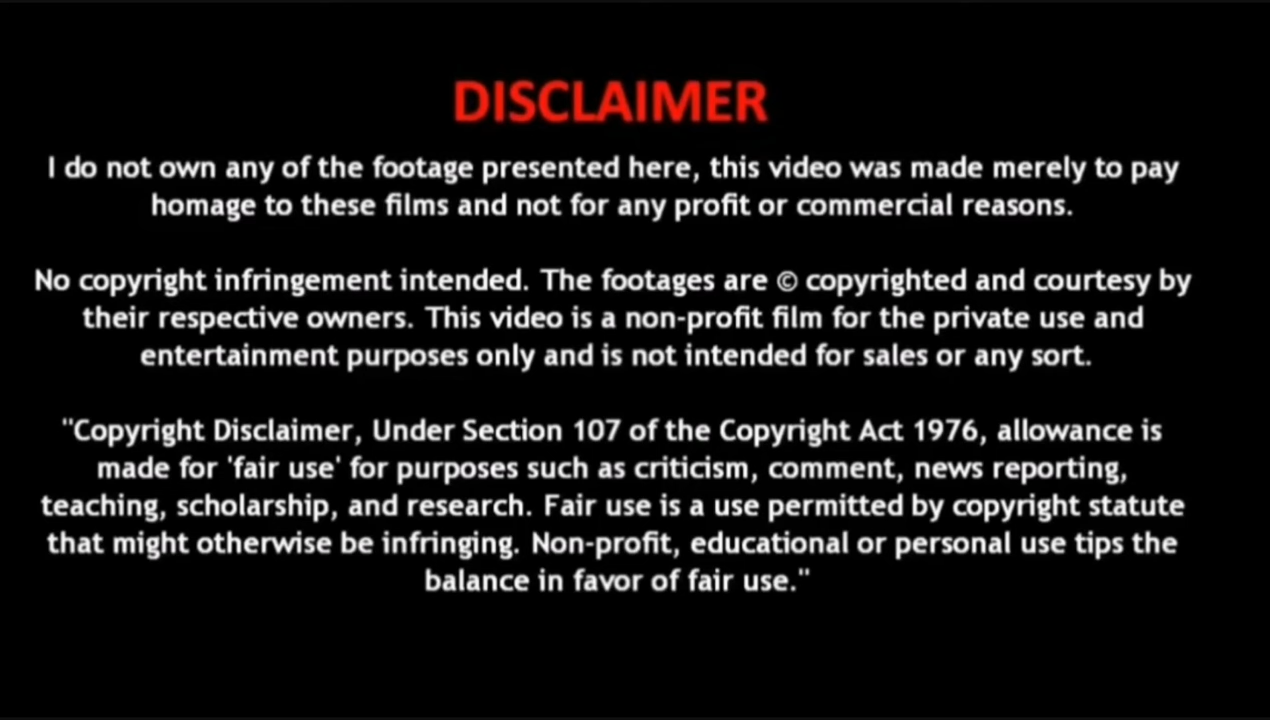 DISCLAIMER
I do not own any of the footage presented here, this video was made merely to pay
homage to these films and not for any profit or commercial reasons.
No copyright infringement intended. The footages are © copyrighted and courtesy by
their respective owners. This video is a non-profit film for the private use and
entertainment purposes only and is not intended for sales or any sort.
"Copyright Disclaimer, Under Section 107 of the Copyright Act 1976, allowance is
made for 'fair use' for purposes such as criticism, comment, news reporting,
teaching, scholarship, and research. Fair use is a use permitted by copyright statute
that might otherwise be infringing. Non-profit, educational or personal use tips the
balance in favor of fair use."